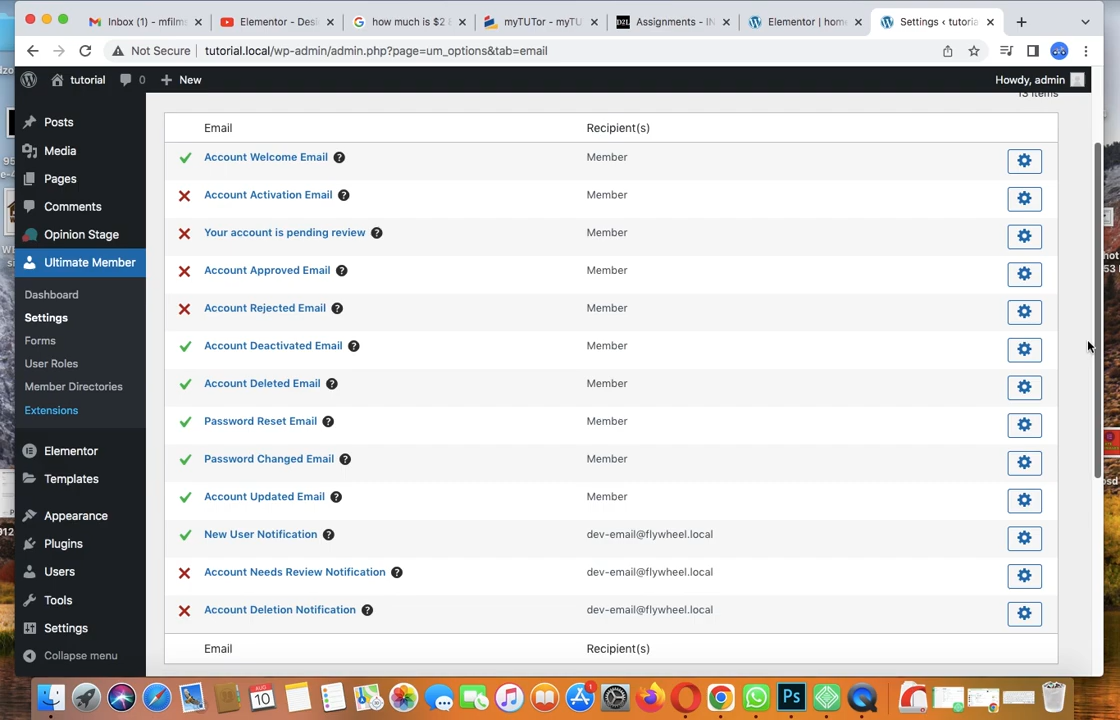 Inbox (1) - mfilm
Elementor - Des
how much is $2 &
myTUTor - myTU
Assignments - IN
Elementor | hom
Settings ‹ tutoria
Not Secure
tutorial.local/wp-admin/admin.php?page=um_options&tab=email
tutorial
0
New
Howdy, admin
13 items
Posts
Media
Pages
Comments
Opinion Stage
Ultimate Member
Dashboard
Settings
Forms
User Roles
Member Directories
Extensions
Elementor
Templates
Appearance
Plugins
Users
Tools
Settings
Collapse menu
Email Recipient(s)
Account Welcome Email ? Member
Account Activation Email ? Member
Your account is pending review ? Member
Account Approved Email ? Member
Account Rejected Email ? Member
Account Deactivated Email ? Member
Account Deleted Email ? Member
Password Reset Email ? Member
Password Changed Email ? Member
Account Updated Email ? Member
New User Notification ? dev-email@flywheel.local
Account Needs Review Notification ? dev-email@flywheel.local
Account Deletion Notification ? dev-email@flywheel.local
Email Recipient(s)
AUG
10
1
Ps